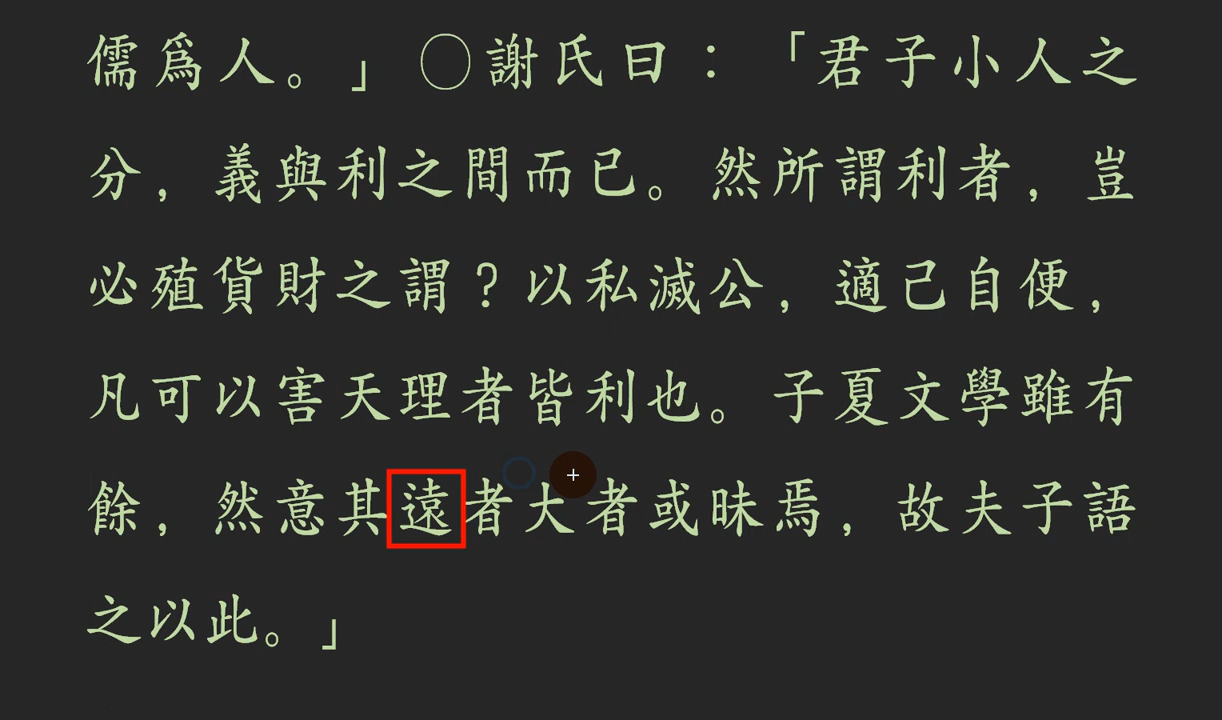 儒爲人。」〇謝氏曰：「君子小人之
分，義與利之間而已。然所謂利者，豈
必殖貨財之謂？以私滅公，適己自便，
凡可以害天理者皆利也。子夏文學雖有
餘，然意其遠者大者或昧焉，故夫子語
之以此。」